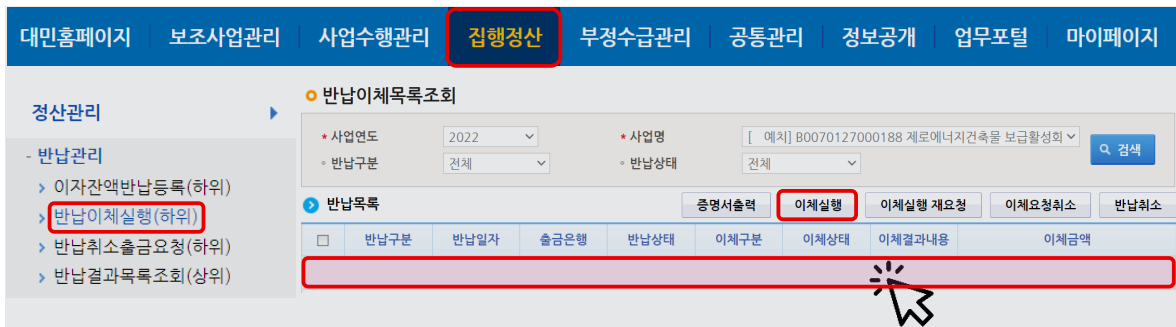 대민홈페이지 보조사업관리 사업수행관리 집행정산 부정수급관리 공통관리 정보공개 업무포털 마이페이지
정산관리
- 반납관리
> 이자잔액반납등록(하위)
> 반납이체실행(하위)
> 반납취소출금요청(하위)
> 반납결과목록조회(상위)
반납이체목록조회
* 사업연도 2022 * 사업명 [ 예치] B0070127000188 제로에너지건축물 보급활성화 검색
반납구분 전체 반납상태 전체
반납목록 증명서출력 이체실행 이체실행 재요청 이체요청취소 반납취소
반납구분 반납일자 출금은행 반납상태 이체구분 이체상태 이체결과내용 이체금액